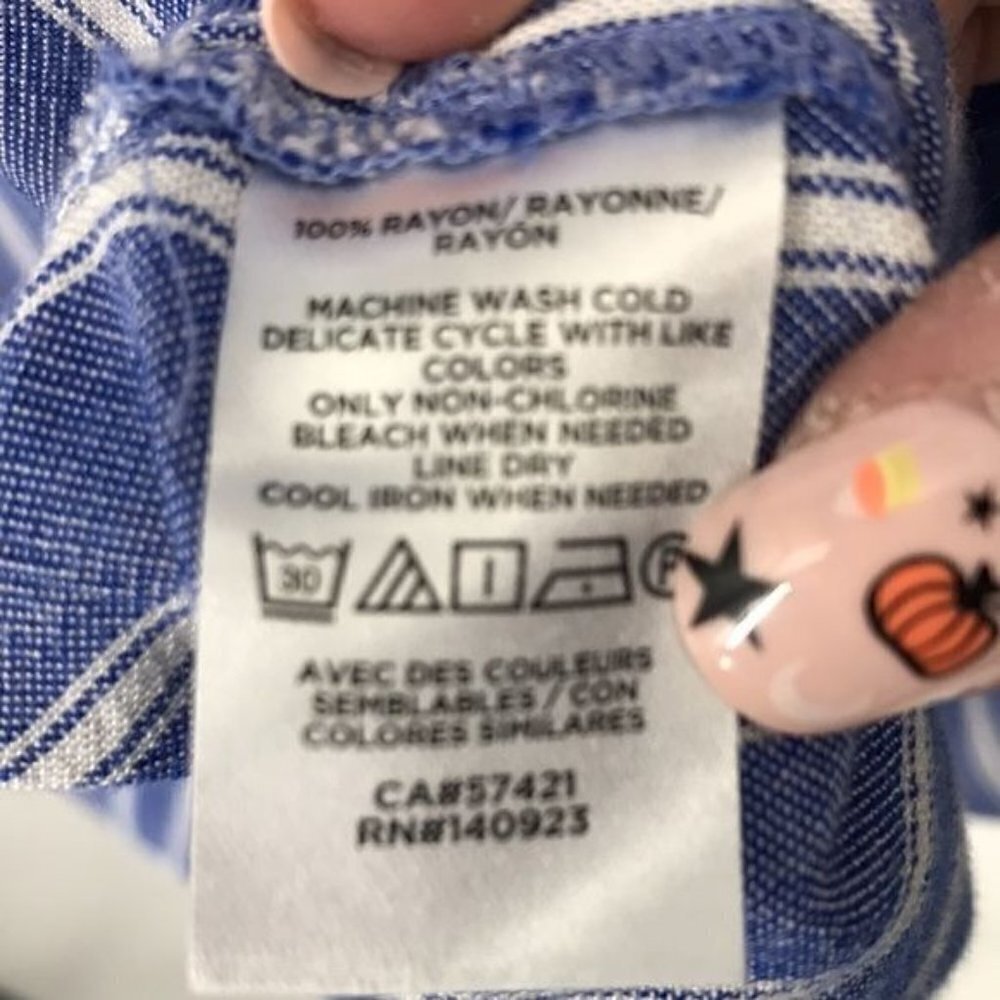 100% RAYON/ RAYONNE/
RAYÓN
MACHINE WASH COLD
DELICATE CYCLE WITH LIKE
COLORS
ONLY NON-CHLORINE
BLEACH WHEN NEEDED
LINE DRY
COOL IRON WHEN NEEDED
30
AVEC DES COULEURS
SEMBLABLES / CON
COLORES SIMILARES
CA#57421
RN#140923